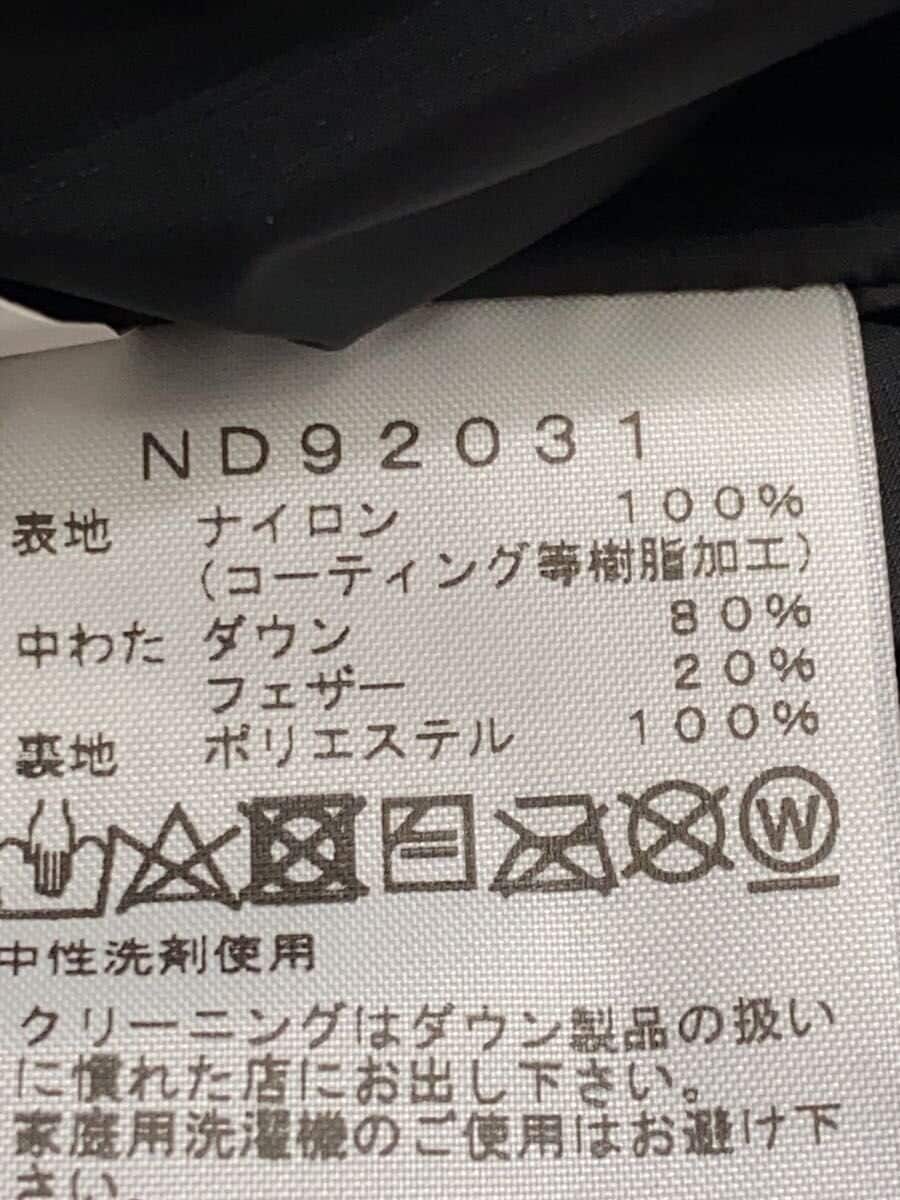 ND92031
表地 ナイロン 100%
(コーティング等樹脂加工)
中わた ダウン 80%
フェザー 20%
裏地 ポリエステル 100%
W
中性洗剤使用
クリーニングはダウン製品の扱い
に慣れた店にお出し下さい。
家庭用洗濯機のご使用はお避け下
さい。